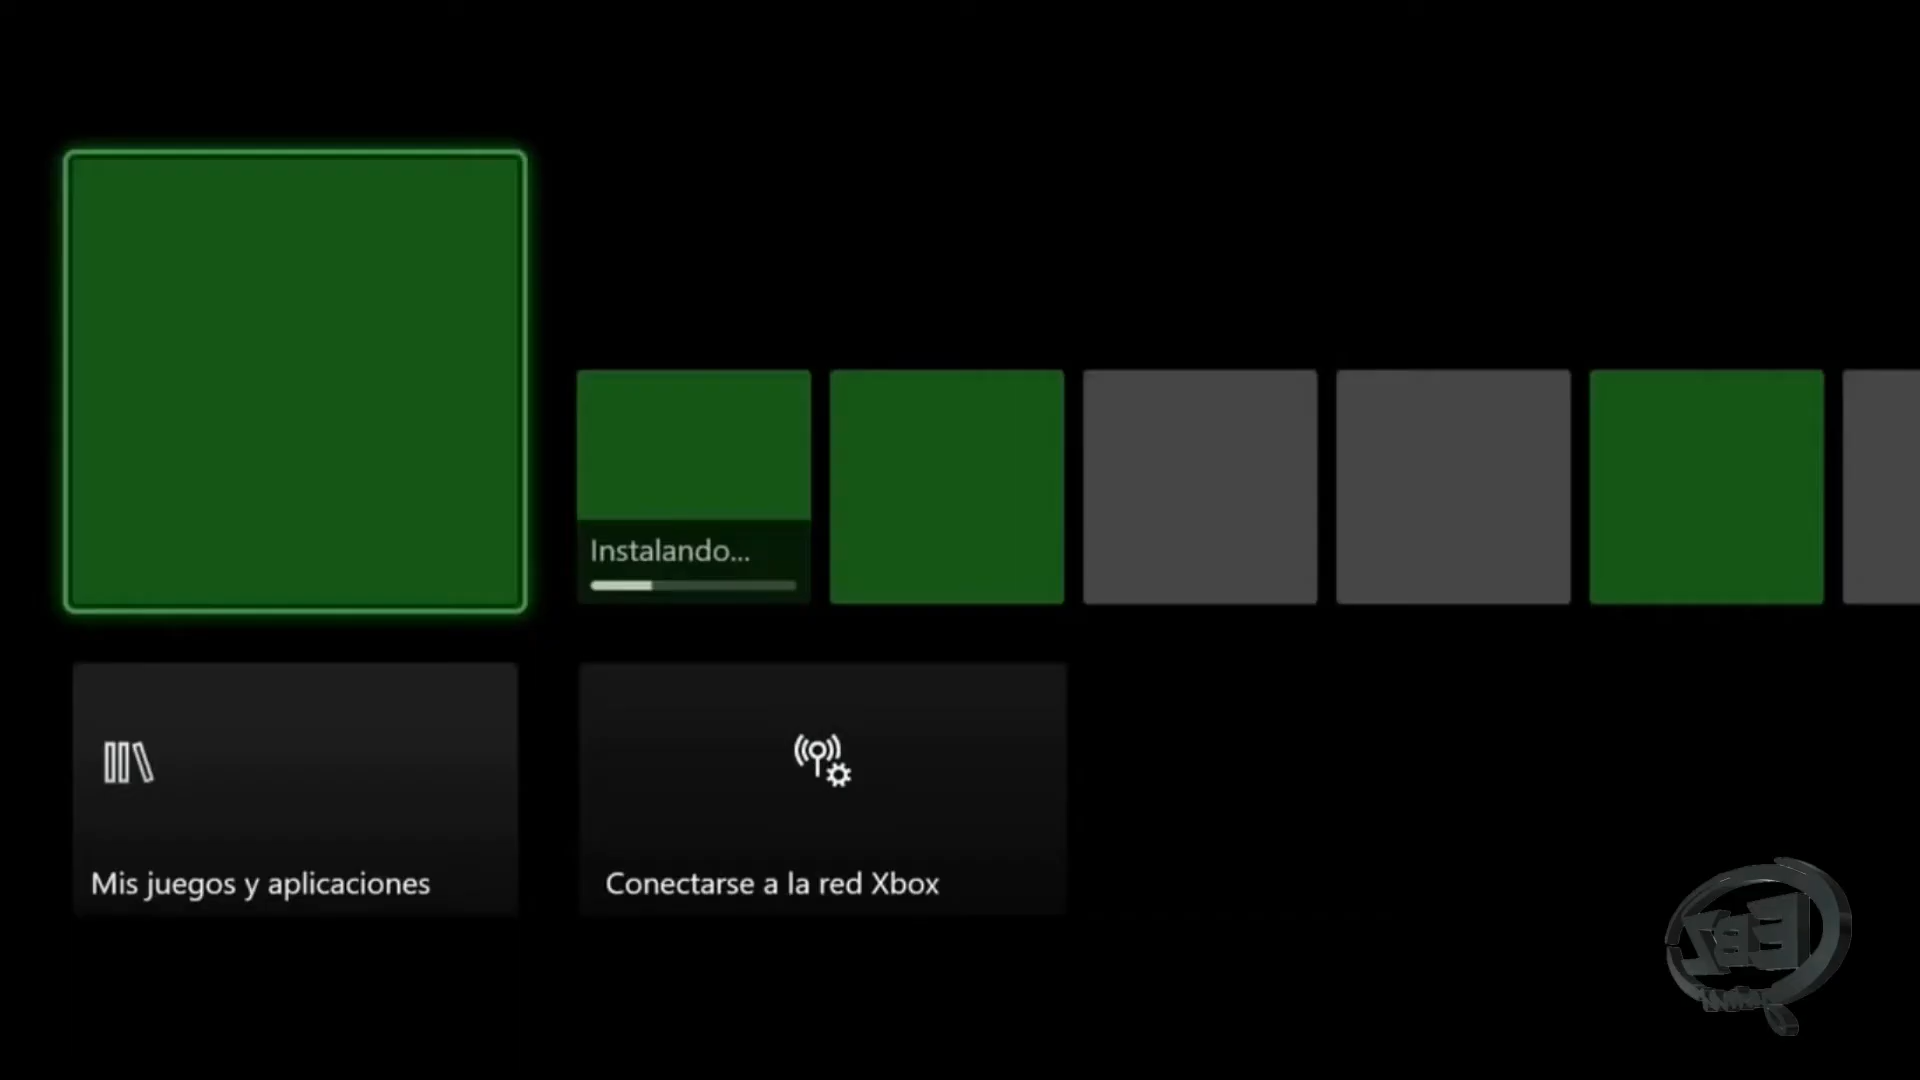 Instalando...
Mis juegos y aplicaciones
Conectarse a la red Xbox